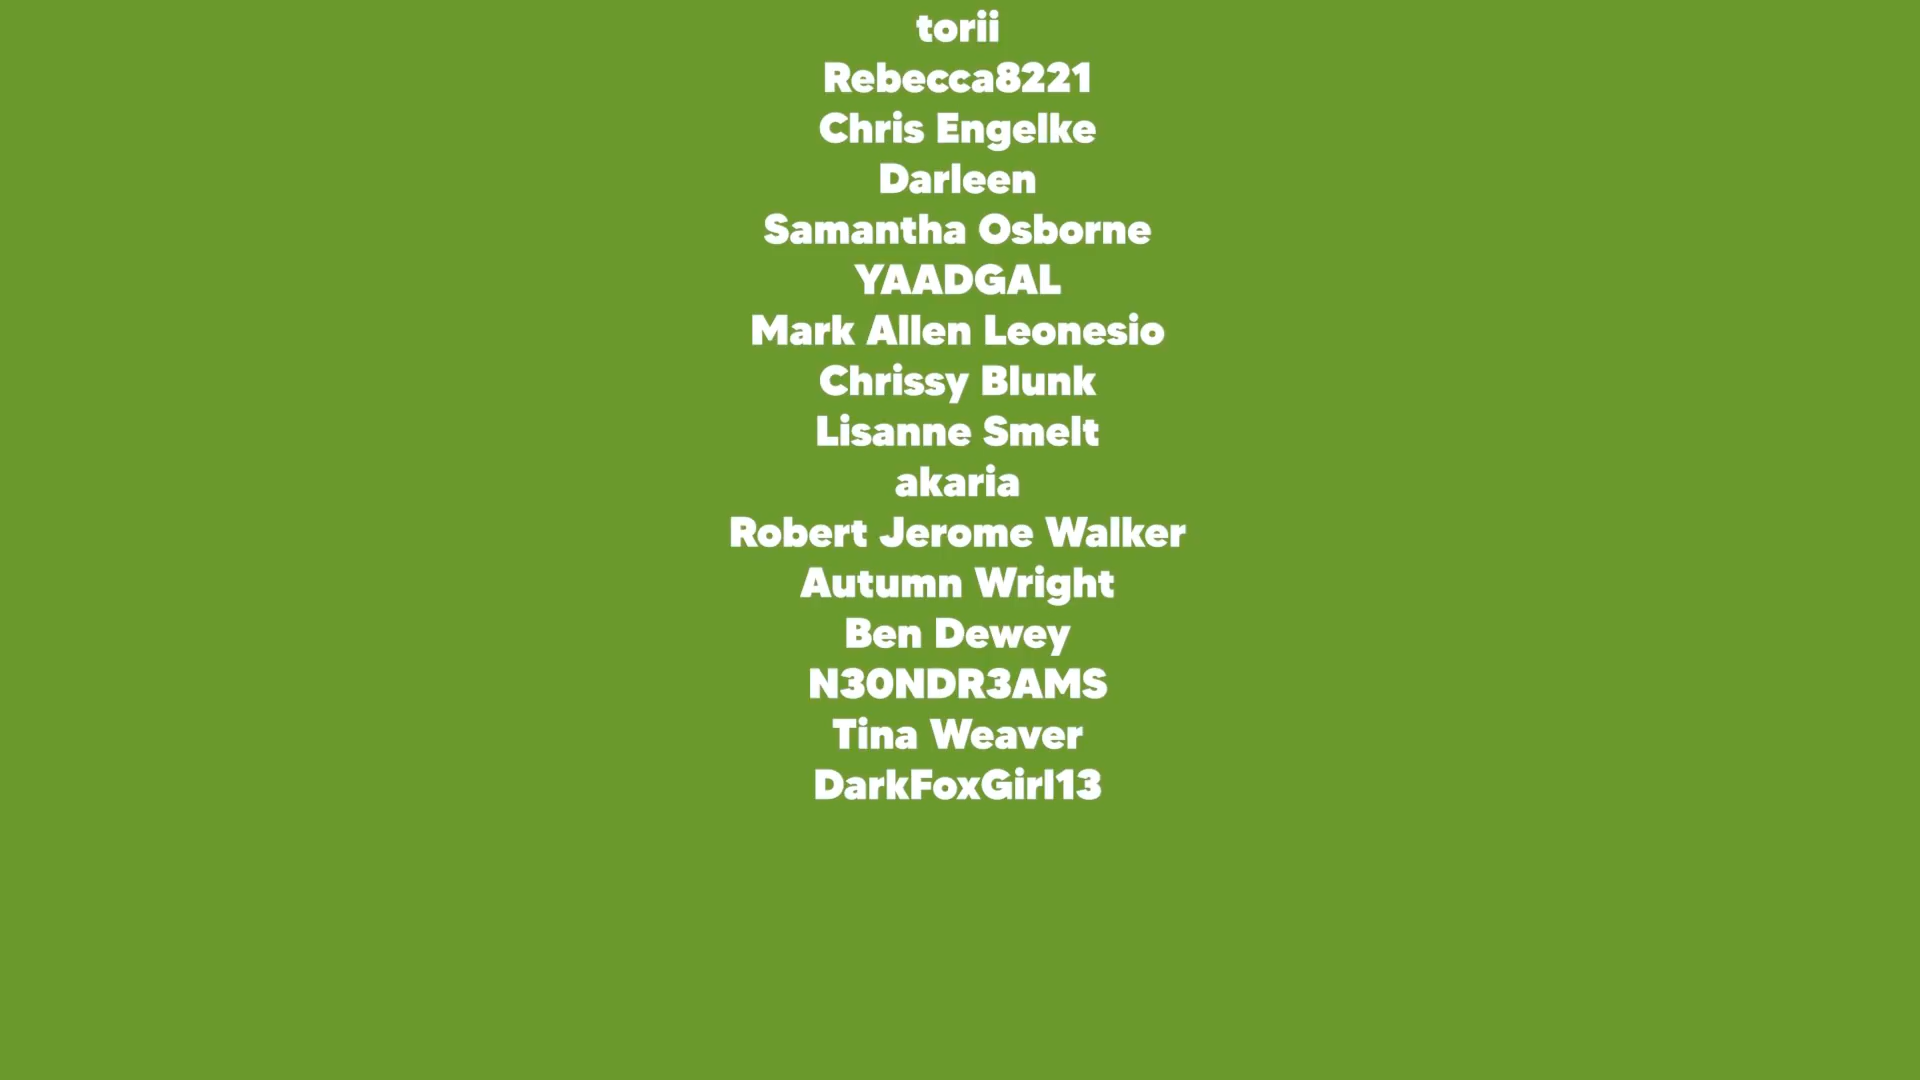 torii
Rebecca8221
Chris Engelke
Darleen
Samantha Osborne
YAADGAL
Mark Allen Leonesio
Chrissy Blunk
Lisanne Smelt
akaria
Robert Jerome Walker
Autumn Wright
Ben Dewey
N30NDR3AMS
Tina Weaver
DarkFoxGirl13